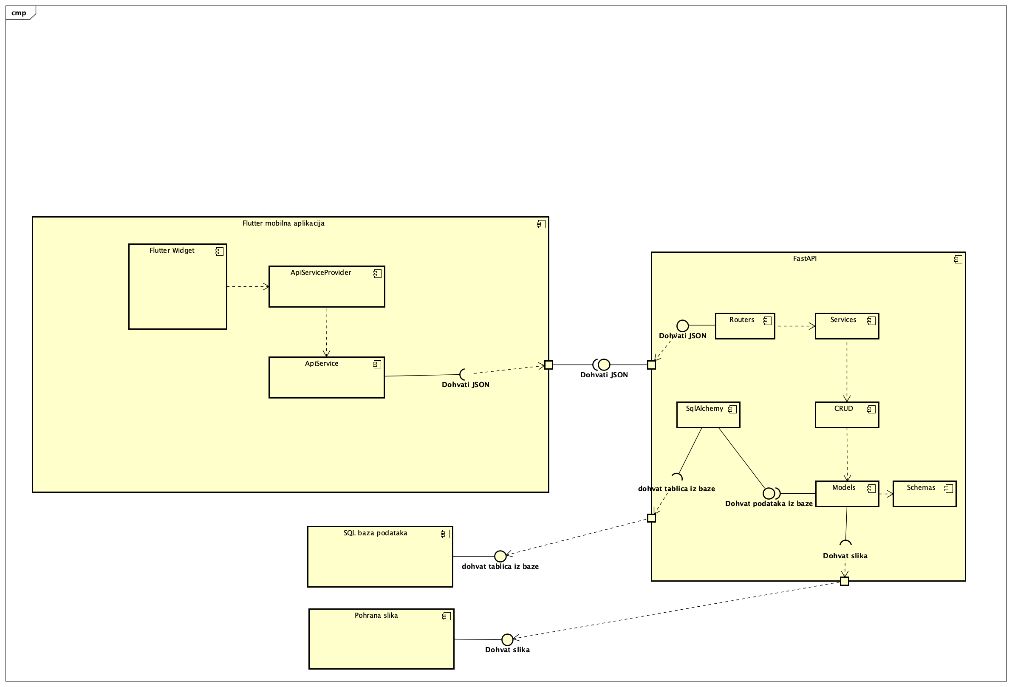 cmp
Flutter mobilna aplikacija
Flutter Widget
ApiServiceProvider
ApiService
Dohvati JSON
Dohvati JSON
FastAPI
Routers
Services
Dohvati JSON
SqlAlchemy
CRUD
dohvat tablica iz baze
Dohvat podataka iz baze
Models
Schemas
Dohvat slika
SQL baza podataka
dohvat tablica iz baze
Pohrana slika
Dohvat slika